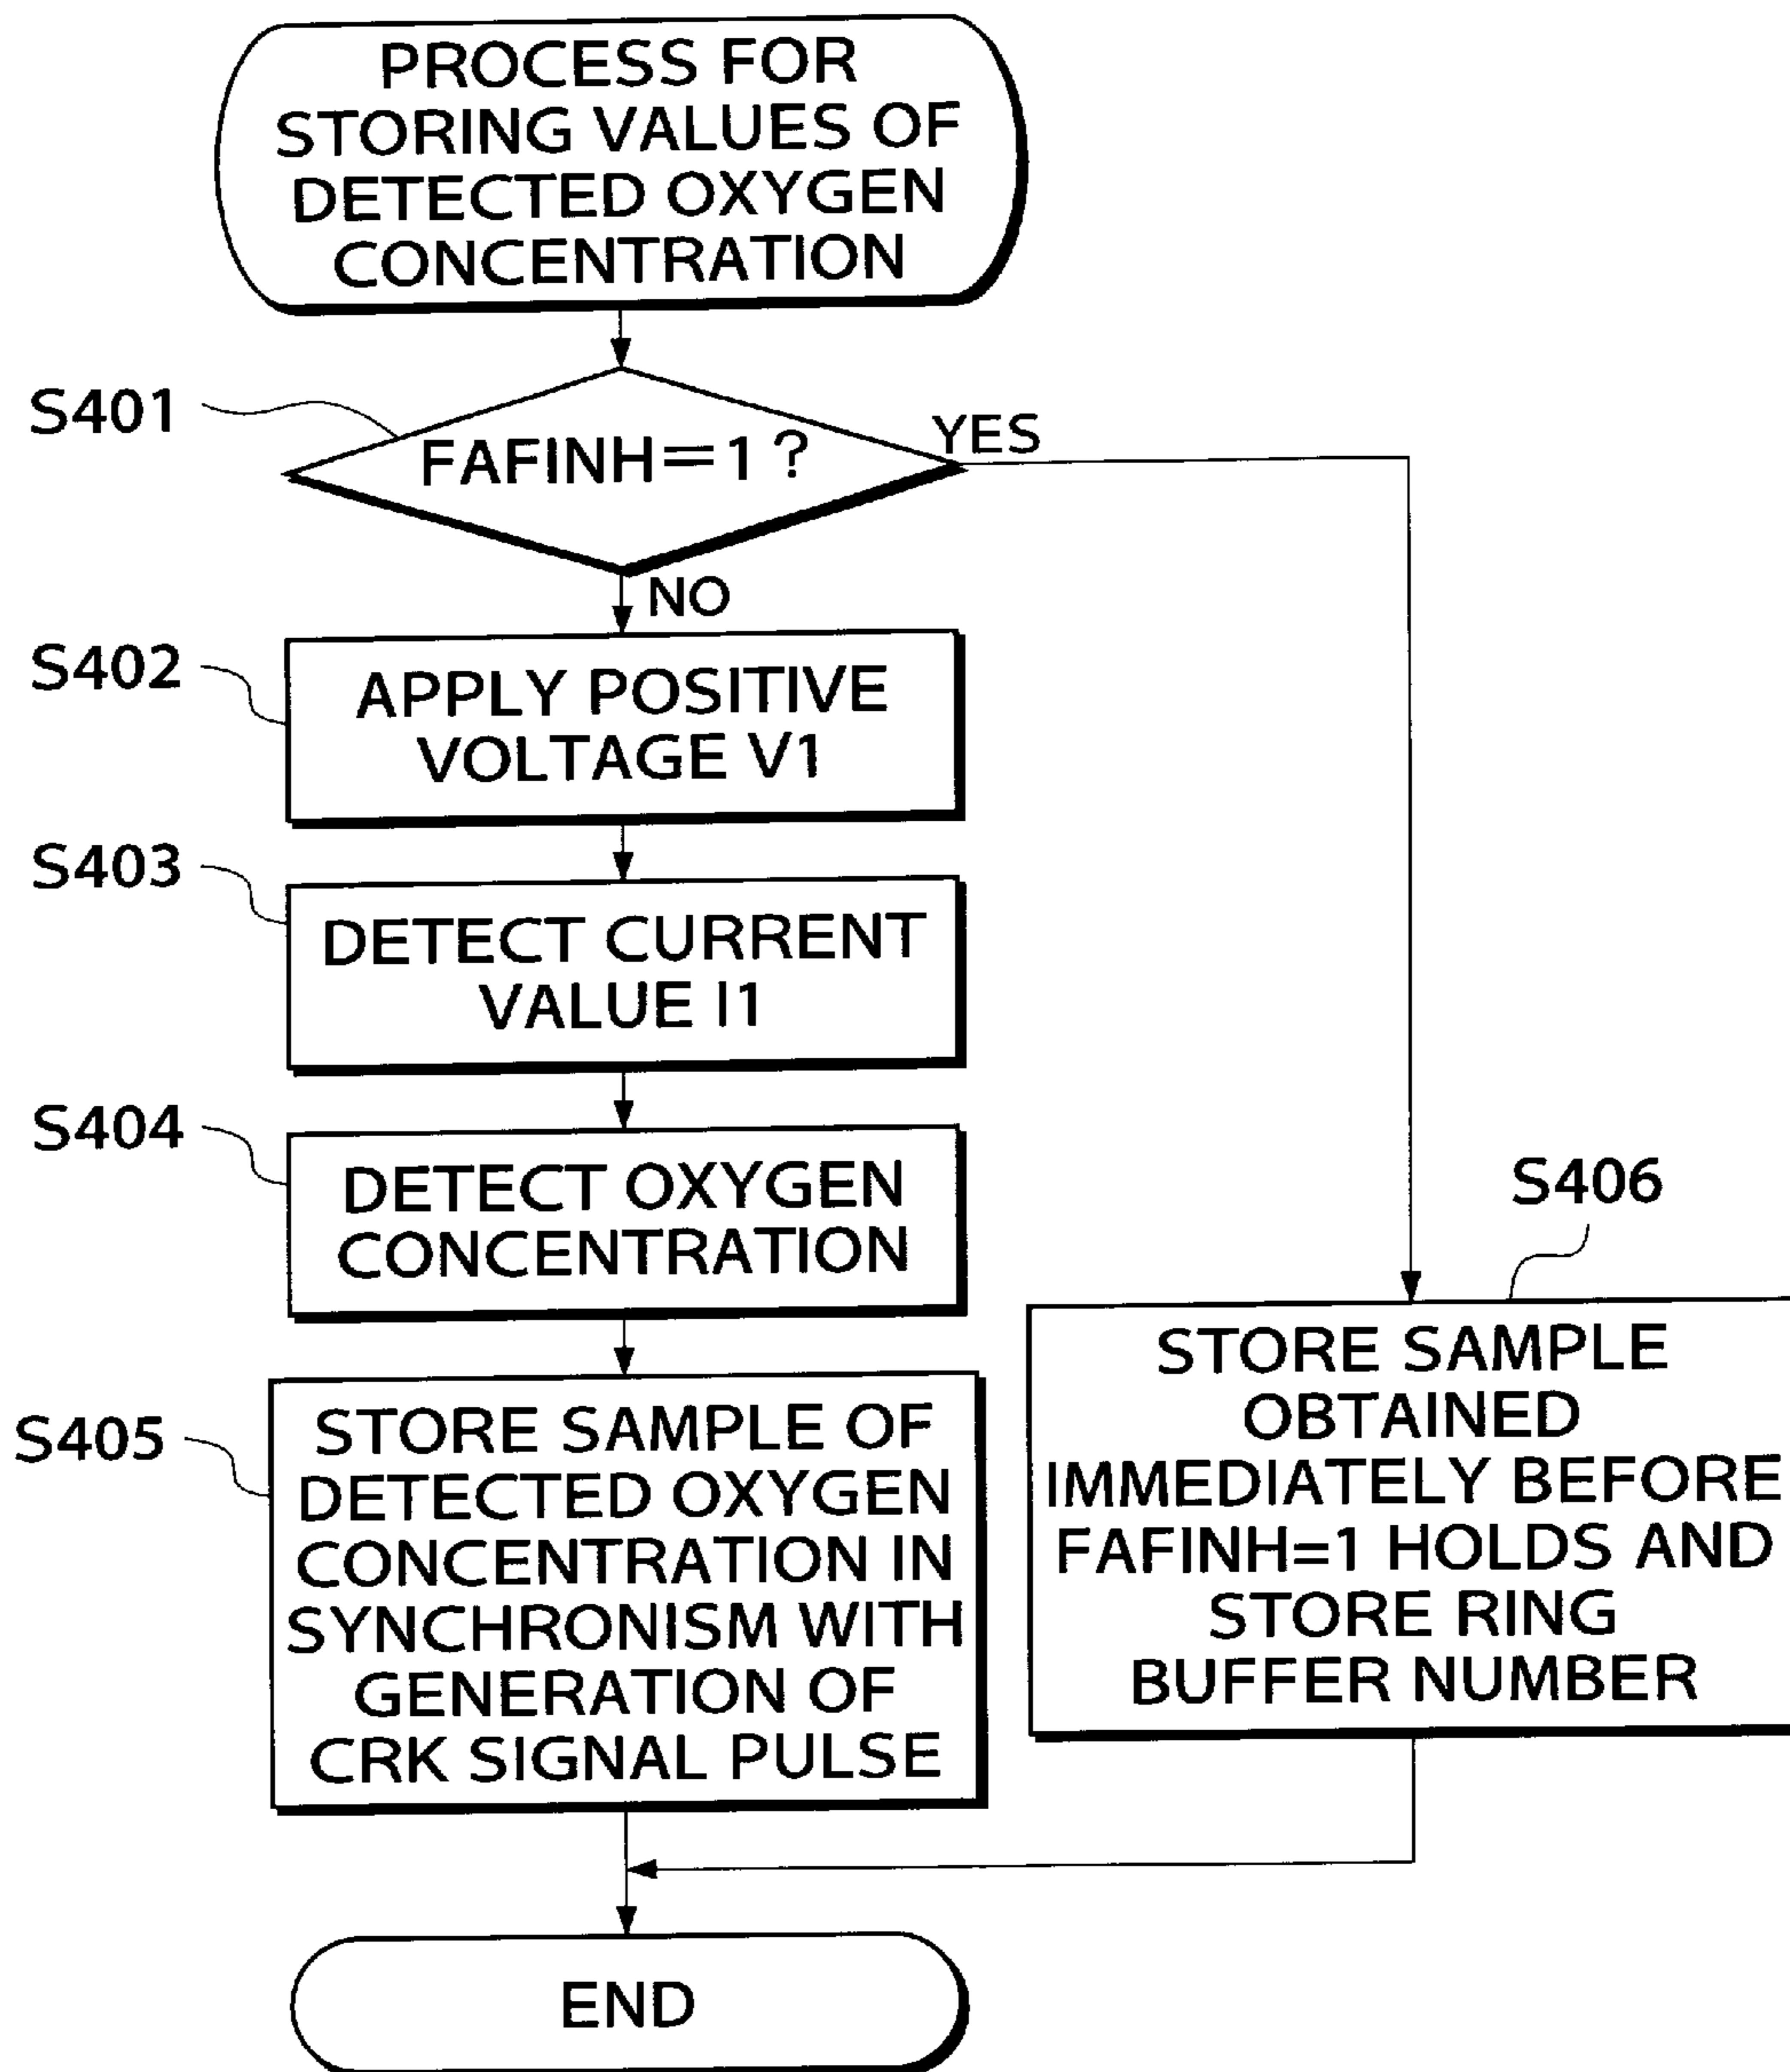 PROCESS FOR
STORING VALUES OF
DETECTED OXYGEN
CONCENTRATION
S401
FAFINH=1 ?
YES
NO
S402
APPLY POSITIVE
VOLTAGE V1
S403
DETECT CURRENT
VALUE I1
S404
DETECT OXYGEN
CONCENTRATION
S405
STORE SAMPLE OF
DETECTED OXYGEN
CONCENTRATION IN
SYNCHRONISM WITH
GENERATION OF
CRK SIGNAL PULSE
S406
STORE SAMPLE
OBTAINED
IMMEDIATELY BEFORE
FAFINH=1 HOLDS AND
STORE RING
BUFFER NUMBER
END